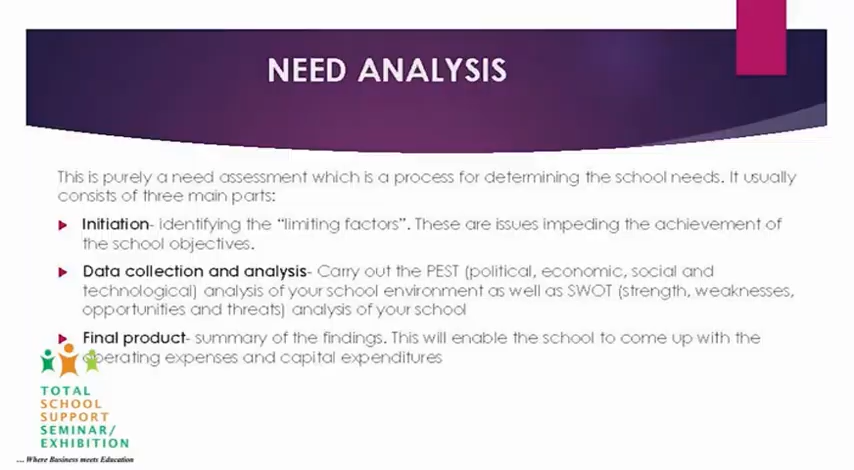 NEED ANALYSIS
This is purely a need assessment which is a process for determining the school needs. It usually
consists of three main parts:
Initiation- Identifying the "limiting factors". These are issues impeding the achievement of
the school objectives.
Data collection and analysis- Carry out the PEST (political, economic, social and
technological) analysis of your school environment as well as SWOT (strength, weaknesses,
opportunities and threats) analysis of your school
Final product- summary of the findings. This will enable the school to come up with the
operating expenses and capital expenditures
TOTAL
SCHOOL
SUPPORT
SEMINAR/
EXHIBITION
.... Where Business meets Education